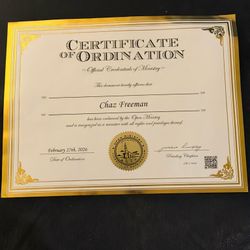 CERTIFICATE
OF ORDINATION
Official Credentials of Ministry
This document hereby affirms that
Chaz Freeman
has been ordained by the Open Ministry
and is recognized as a minister with all rights and privileges thereof.
February 27th, 2026
Date of Ordination
Presiding Chaplain